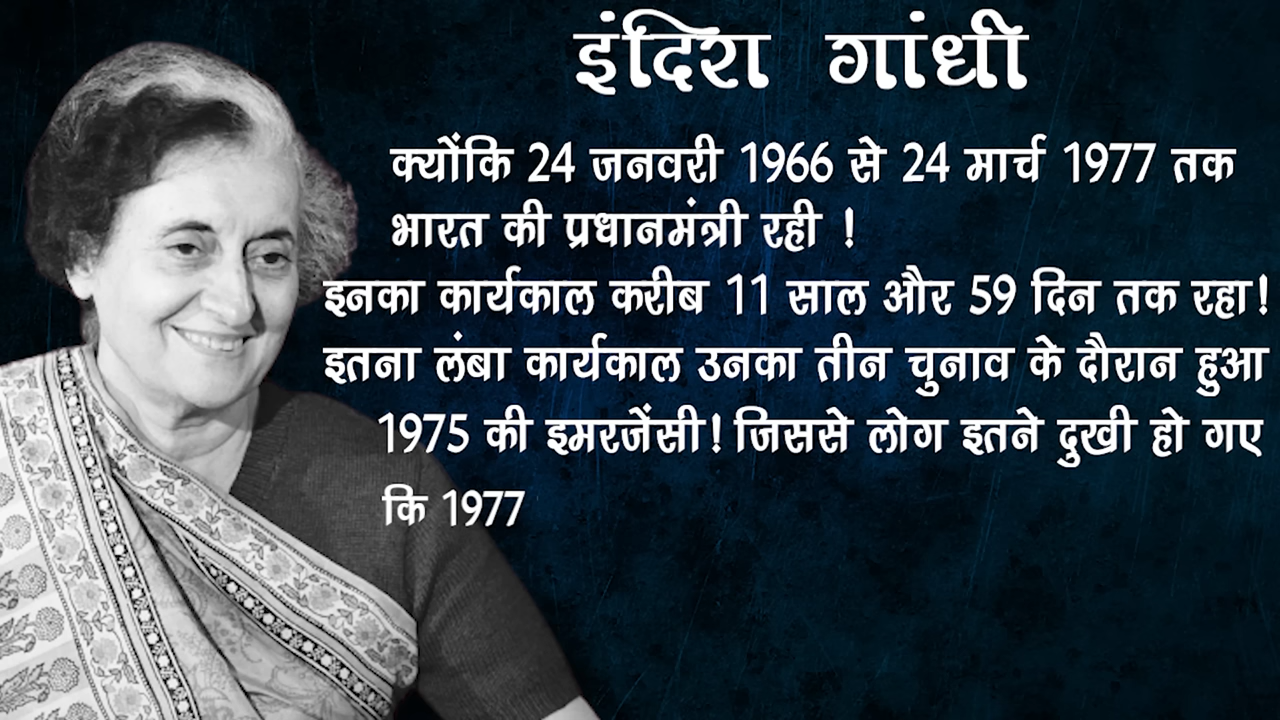 इंदिरा गांधी
क्योंकि 24 जनवरी 1966 से 24 मार्च 1977 तक
भारत की प्रधानमंत्री रही !
इनका कार्यकाल करीब 11 साल और 59 दिन तक रहा!
इतना लंबा कार्यकाल उनका तीन चुनाव के दौरान हुआ
1975 की इमरजेंसी! जिससे लोग इतने दुखी हो गए
कि 1977